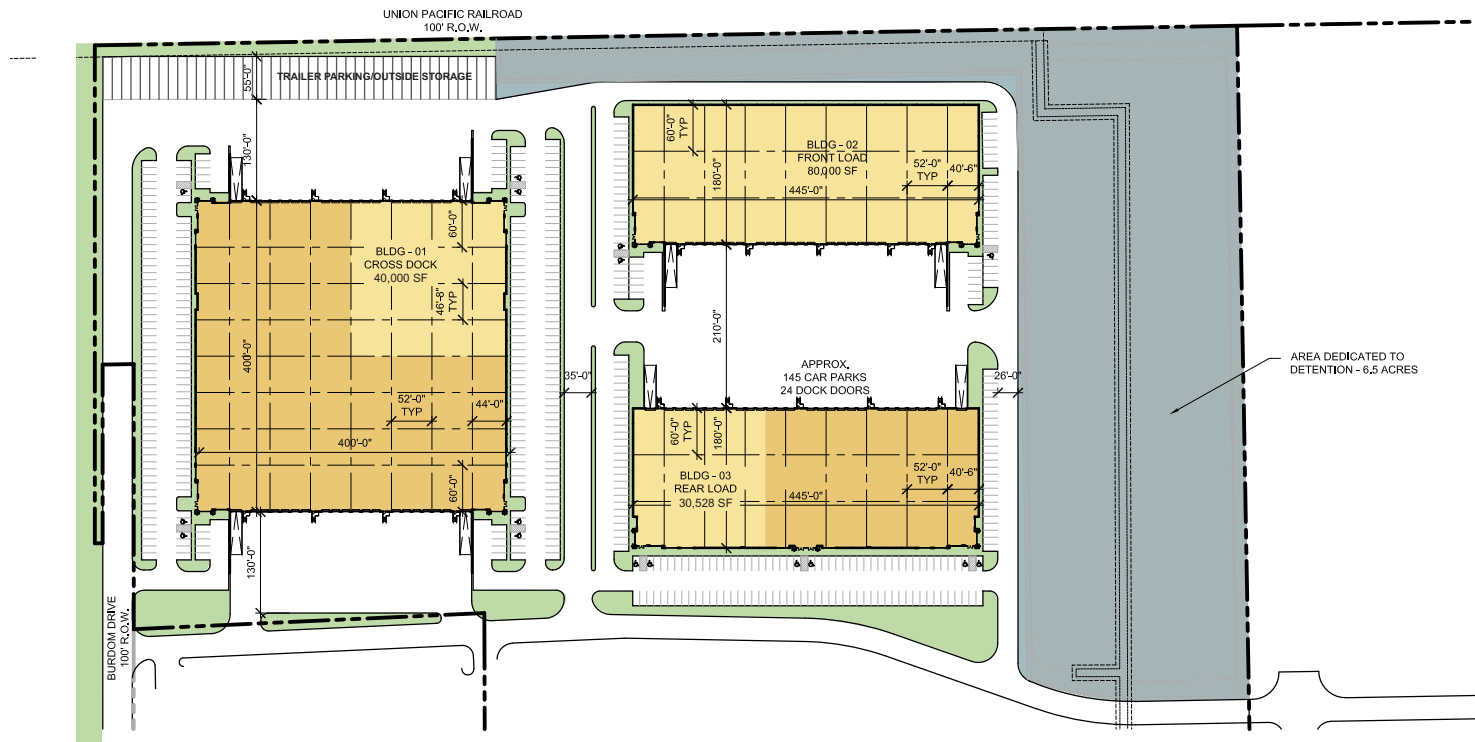 UNION PACIFIC RAILROAD
100' R.O.W.
TRAILER PARKING/OUTSIDE STORAGE
55'-0"
130'-0"
60'-0"
TYP
BLDG - 02
FRONT LOAD
80,000 SF
180'-0"
52'-0"
TYP
40'-6"
445'-0"
BLDG - 01
CROSS DOCK
40,000 SF
60'-0"
46'-8"
TYP
400'-0"
52'-0"
TYP
44'-0"
400'-0"
60'-0"
130'-0"
35'-0"
210'-0"
APPROX.
145 CAR PARKS
24 DOCK DOORS
26'-0"
60'-0"
TYP
180'-0"
BLDG - 03
REAR LOAD
30,528 SF
52'-0"
TYP
40'-6"
445'-0"
AREA DEDICATED TO
DETENTION - 6.5 ACRES
BURDOM DRIVE
100' R.O.W.